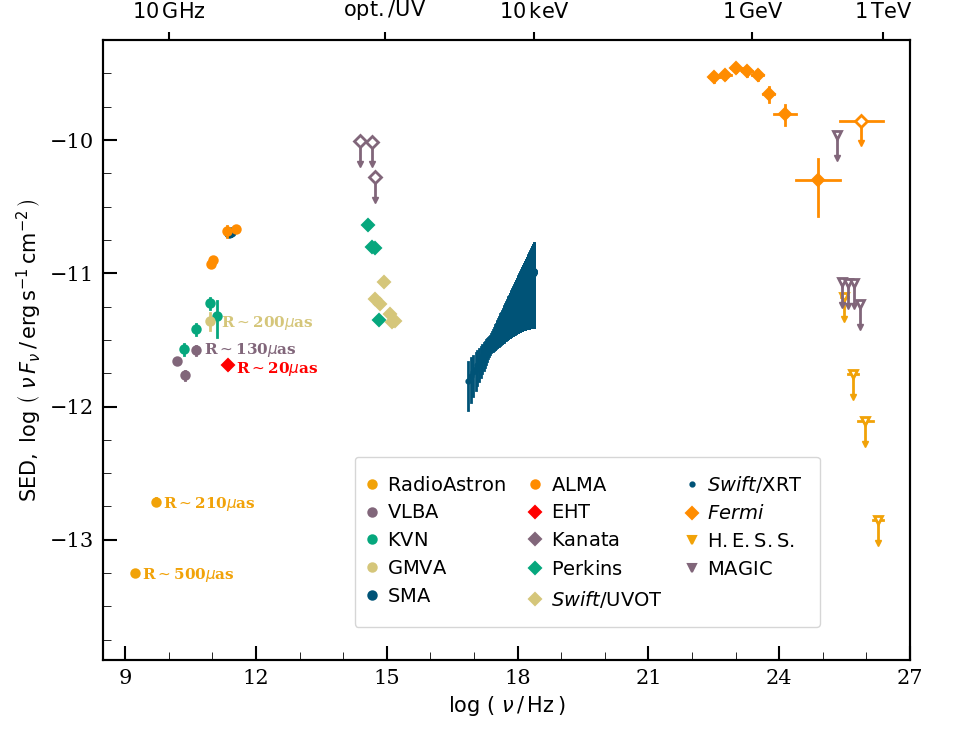 10 GHz opt./UV 10 keV 1 GeV 1 TeV
−10
−11
−12
−13
SED, log ( ν F_ν / erg s⁻¹ cm⁻² )
R ~ 200μas
R ~ 130μas
R ~ 20μas
R ~ 210μas
R ~ 500μas
RadioAstron
VLBA
KVN
GMVA
SMA
ALMA
EHT
Kanata
Perkins
Swift/UVOT
Swift/XRT
Fermi
H.E.S.S.
MAGIC
9 12 15 18 21 24 27
log ( ν / Hz )